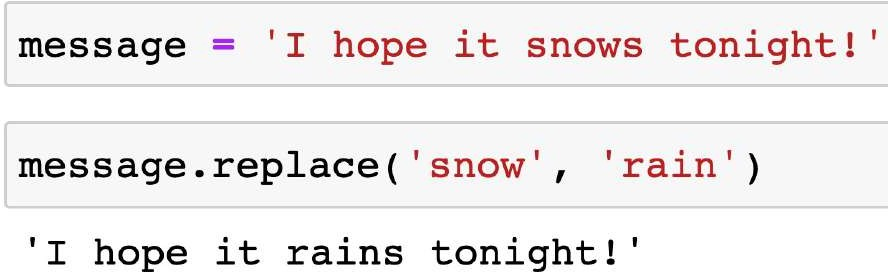 message = 'I hope it snows tonight!'
message.replace('snow', 'rain')
'I hope it rains tonight!'